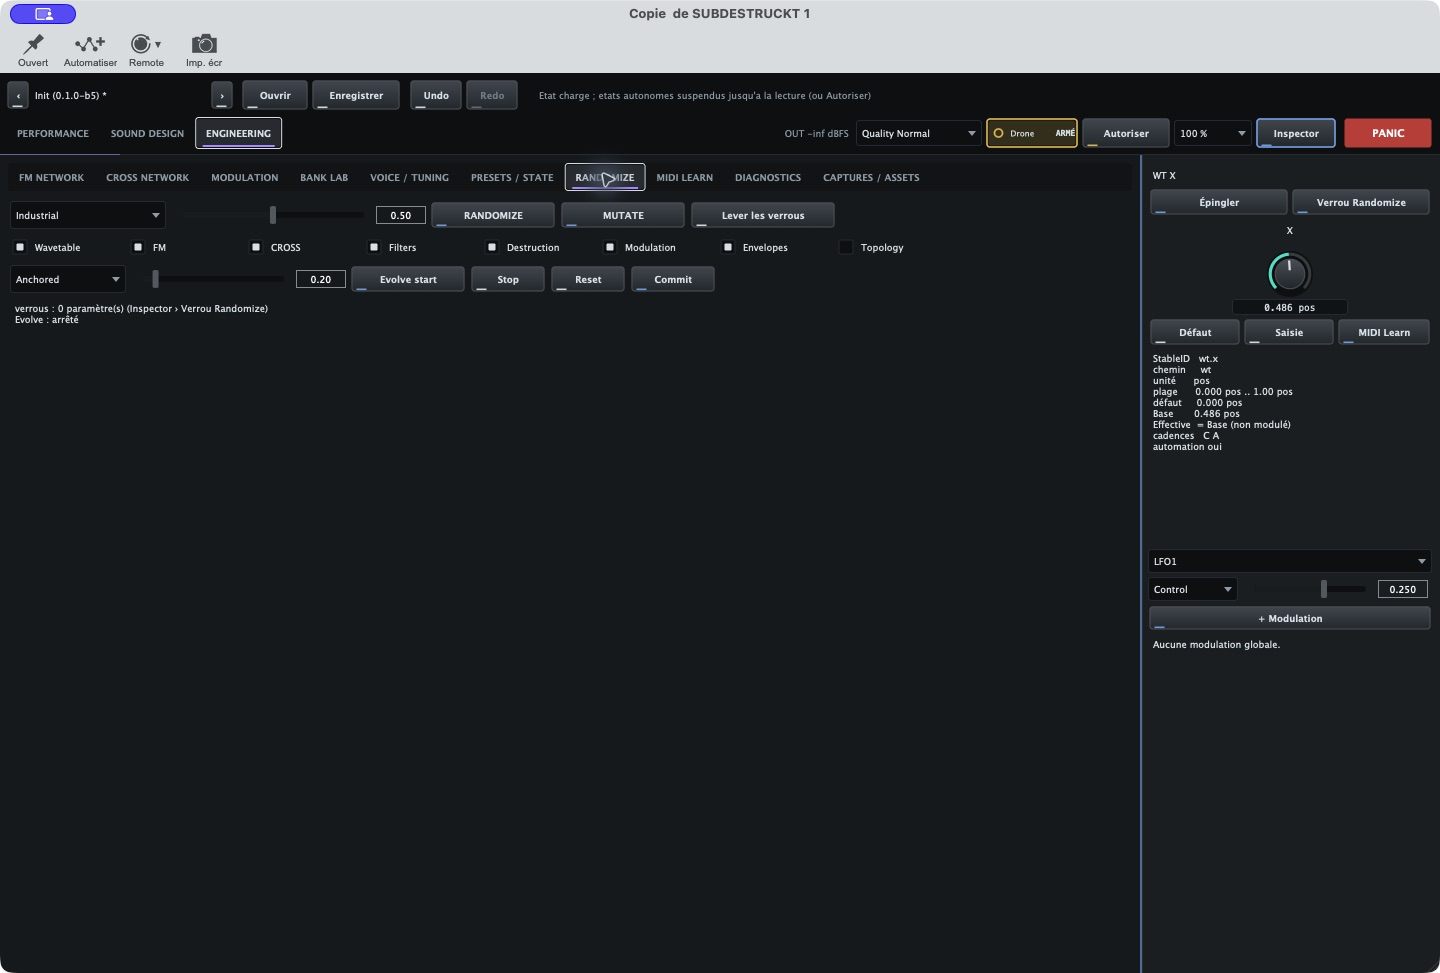 Copie  de SUBDESTRUCKT 1
Ouvert Automatiser Remote Imp. écr
‹ Init (0.1.0-b5) * › Ouvrir Enregistrer Undo Redo Etat charge ; etats autonomes suspendus jusqu'a la lecture (ou Autoriser)
PERFORMANCE SOUND DESIGN ENGINEERING OUT -inf dBFS Quality Normal Drone ARMÉ Autoriser 100 % Inspector PANIC
FM NETWORK CROSS NETWORK MODULATION BANK LAB VOICE / TUNING PRESETS / STATE RANDOMIZE MIDI LEARN DIAGNOSTICS CAPTURES / ASSETS
Industrial 0.50 RANDOMIZE MUTATE Lever les verrous
Wavetable FM CROSS Filters Destruction Modulation Envelopes Topology
Anchored 0.20 Evolve start Stop Reset Commit
verrous : 0 paramètre(s) (Inspector › Verrou Randomize)
Evolve : arrêté
WT X
Épingler Verrou Randomize
X
0.486 pos
Défaut Saisie MIDI Learn
StableID wt.x
chemin wt
unité pos
plage 0.000 pos .. 1.00 pos
défaut 0.000 pos
Base 0.486 pos
Effective = Base (non modulé)
cadences C A
automation oui
LFO1
Control 0.250
+ Modulation
Aucune modulation globale.